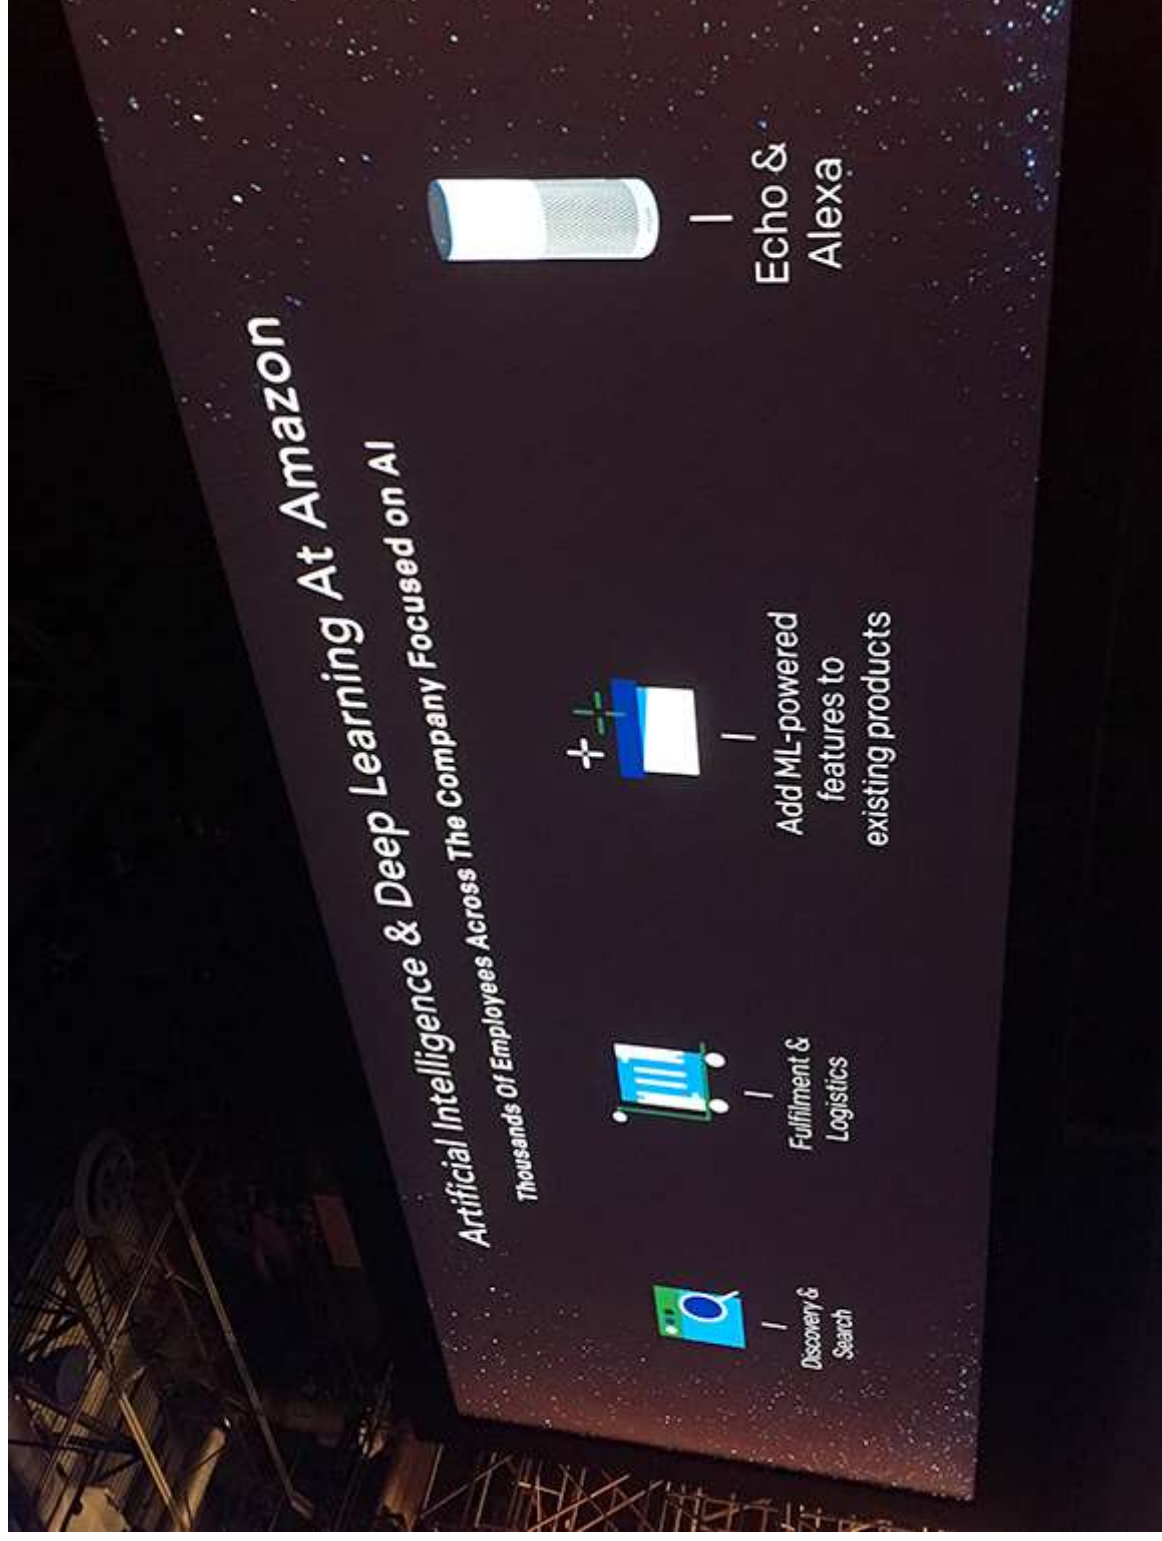 Artificial Intelligence & Deep Learning At Amazon
Thousands Of Employees Across The Company Focused on AI
Discovery &
Search
Fulfilment &
Logistics
Add ML-powered
features to
existing products
Echo &
Alexa